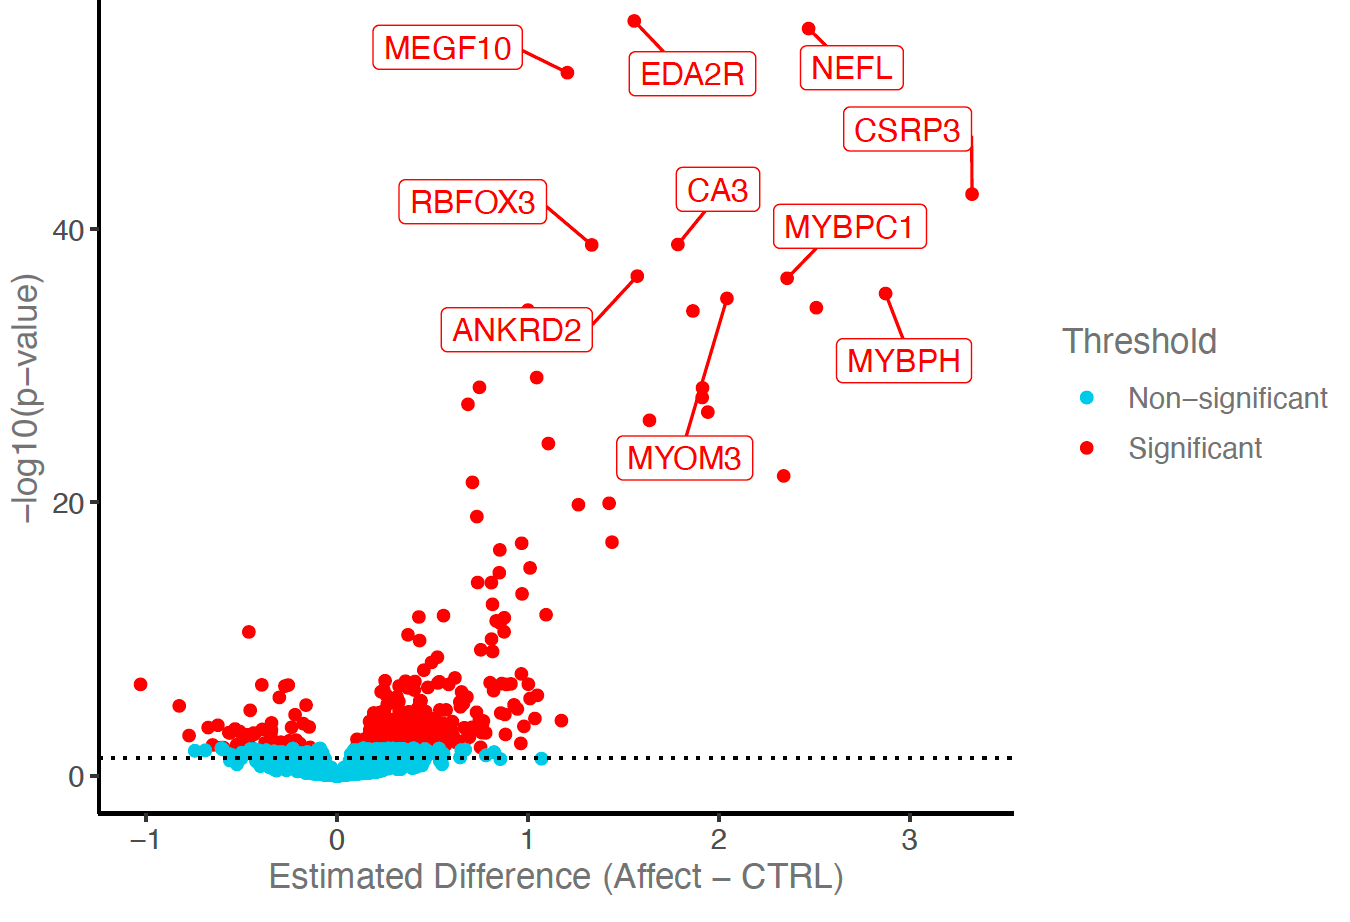 MEGF10
EDA2R
NEFL
CSRP3
CA3
RBFOX3
MYBPC1
ANKRD2
MYBPH
MYOM3
40
20
0
−1
0
1
2
3
−log10(p−value)
Estimated Difference (Affect − CTRL)
Threshold
Non−significant
Significant